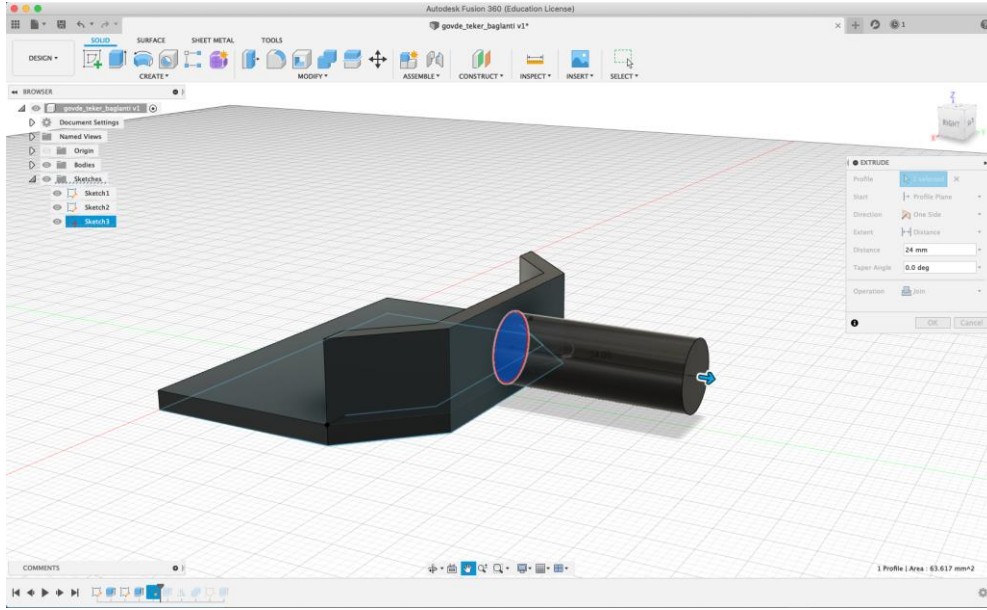 Autodesk Fusion 360 (Education License)
govde_teker_baglanti v1*
1
SOLID SURFACE SHEET METAL TOOLS
DESIGN
CREATE MODIFY ASSEMBLE CONSTRUCT INSPECT INSERT SELECT
BROWSER
govde_teker_baglanti v1
Document Settings
Named Views
Origin
Bodies
Sketches
Sketch1
Sketch2
Sketch3
Z
RIGHT
X
EXTRUDE
Profile 1 selected
Start Profile Plane
Direction One Side
Extent Distance
Distance 24 mm
Taper Angle 0.0 deg
Operation Join
OK Cancel
COMMENTS
1 Profile | Area : 63.617 mm^2